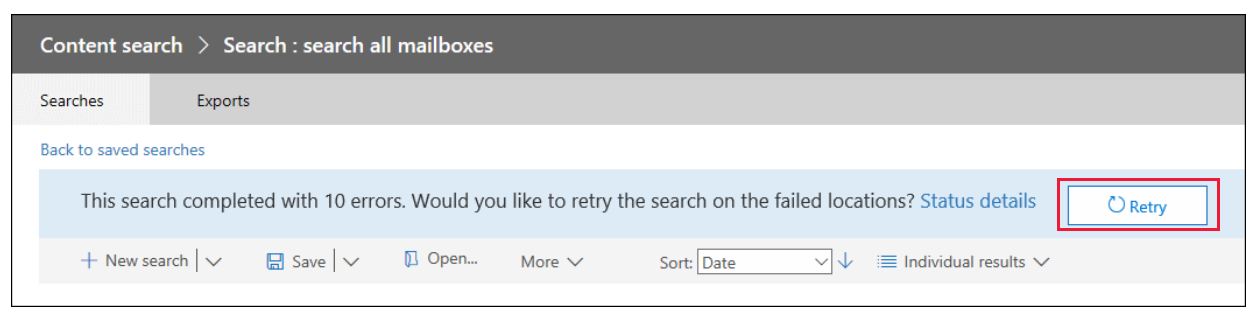 Content search > Search : search all mailboxes
Searches Exports
Back to saved searches
This search completed with 10 errors. Would you like to retry the search on the failed locations? Status details Retry
New search Save Open... More Sort: Date Individual results